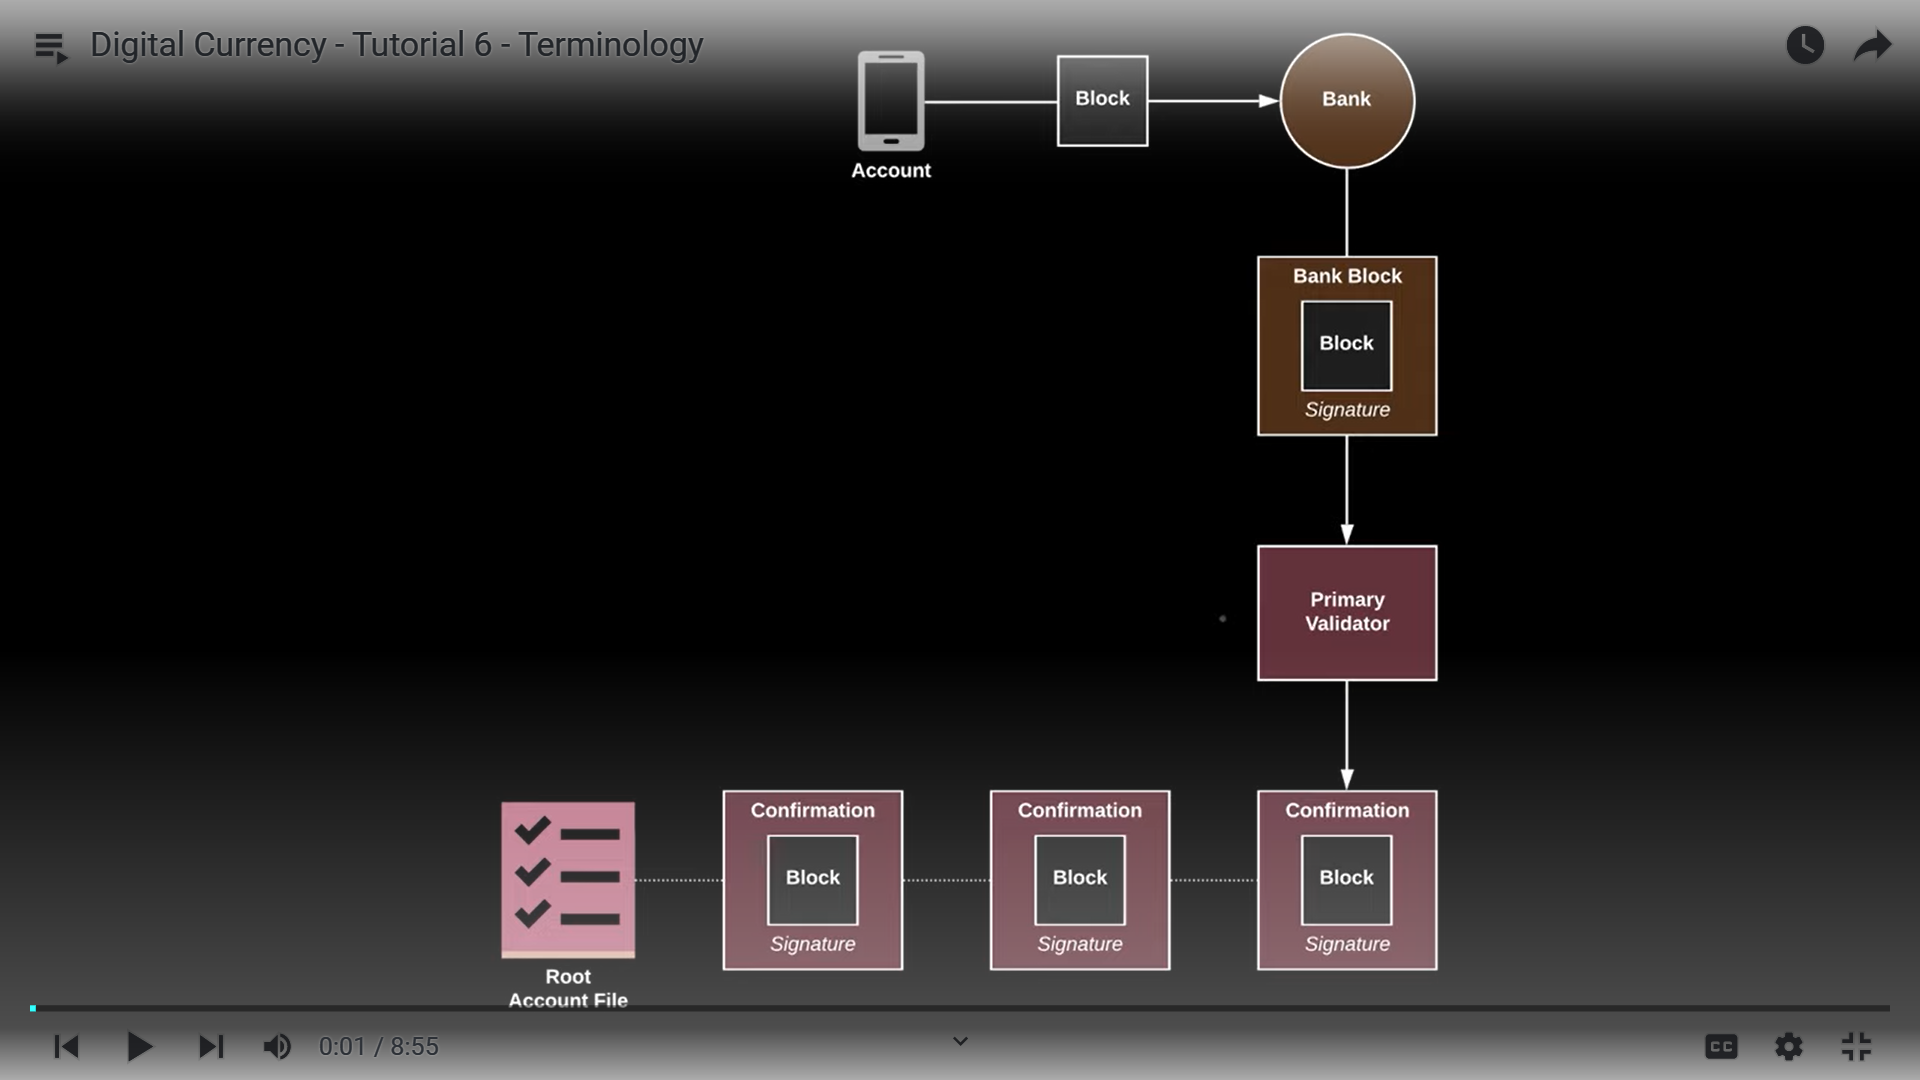 Digital Currency - Tutorial 6 - Terminology
Block
Bank
Account
Bank Block
Block
Signature
Primary
Validator
Confirmation
Confirmation
Confirmation
Block
Block
Block
Signature
Signature
Signature
Root
Account File
0:01 / 8:55
CC